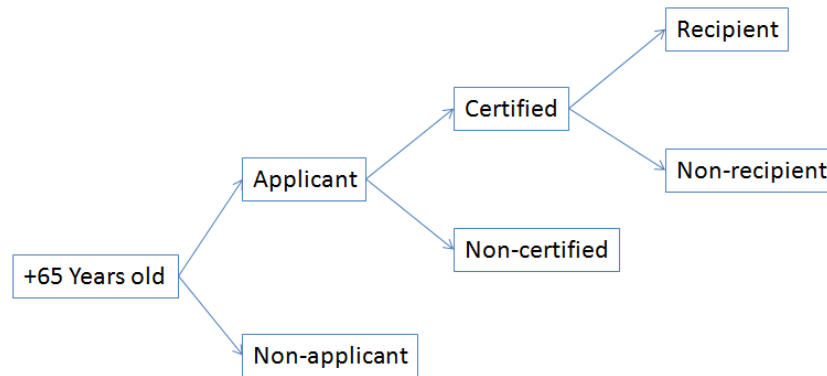 Recipient
Certified
Applicant
Non-recipient
Non-certified
+65 Years old
Non-applicant